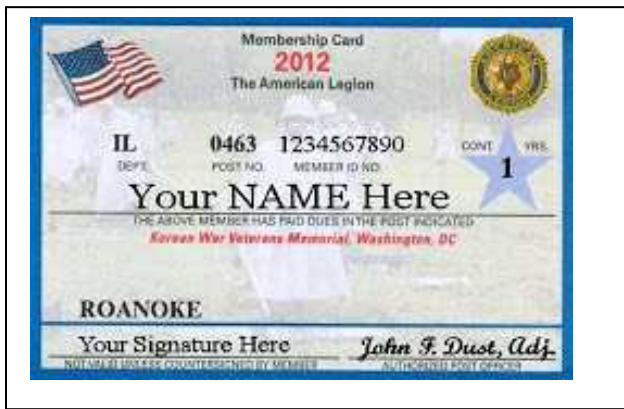 Membership Card
2012
The American Legion
IL 0463 1234567890 CONT. YRS.
DEPT. POST NO. MEMBER ID NO. 1
Your NAME Here
THE ABOVE MEMBER HAS PAID DUES IN THE POST INDICATED
Korean War Veterans Memorial, Washington, DC
ROANOKE
Your Signature Here John F. Dust, Adj.
NOT VALID UNLESS COUNTERSIGNED BY MEMBER AUTHORIZED POST OFFICER